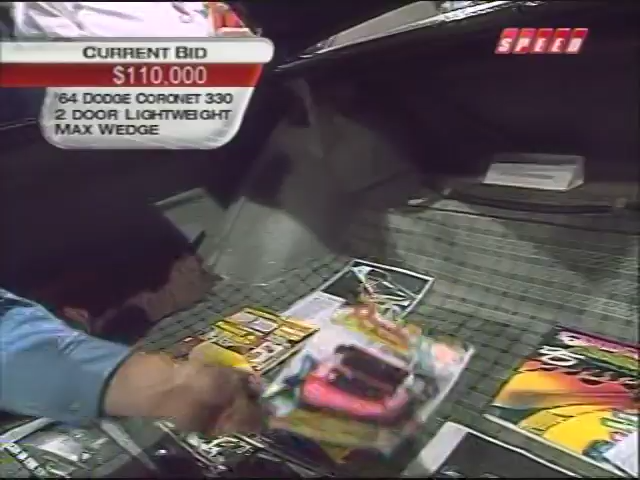 CURRENT BID
$110,000
'64 DODGE CORONET 330
2 DOOR LIGHTWEIGHT
MAX WEDGE
SPEED